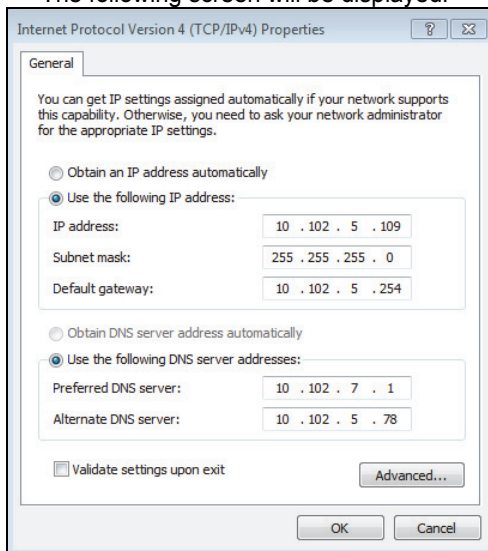 The following screen will be displayed:
Internet Protocol Version 4 (TCP/IPv4) Properties
General
You can get IP settings assigned automatically if your network supports
this capability. Otherwise, you need to ask your network administrator
for the appropriate IP settings.
Obtain an IP address automatically
Use the following IP address:
IP address: 10 . 102 . 5 . 109
Subnet mask: 255 . 255 . 255 . 0
Default gateway: 10 . 102 . 5 . 254
Obtain DNS server address automatically
Use the following DNS server addresses:
Preferred DNS server: 10 . 102 . 7 . 1
Alternate DNS server: 10 . 102 . 5 . 78
Validate settings upon exit
Advanced...
OK Cancel